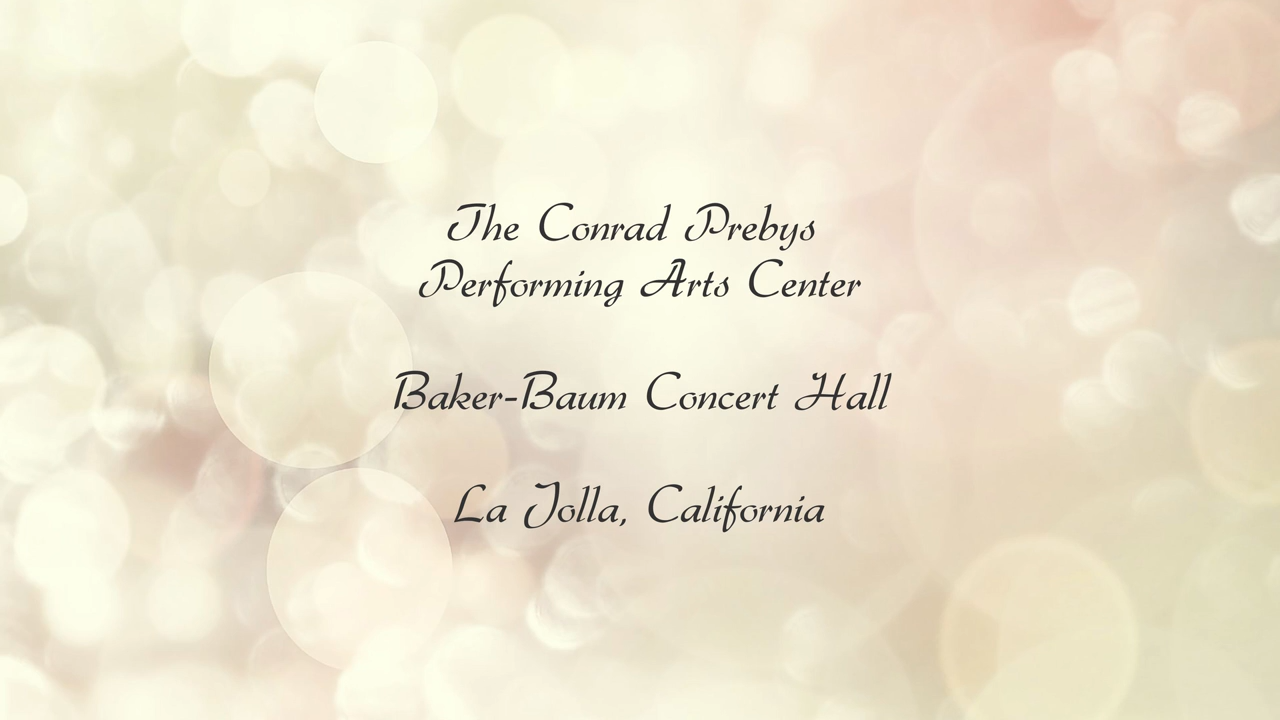 The Conrad Prebys
Performing Arts Center
Baker-Baum Concert Hall
La Jolla, California